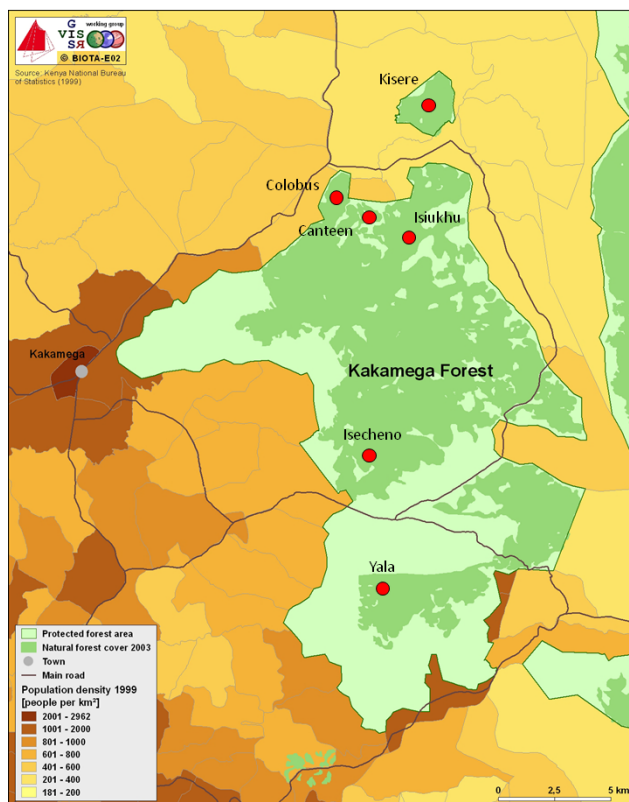 G
VIS
S
SR
working group
© BIOTA-E02
Source: Kenya National Bureau
of Statistics (1999)
Kisere
Colobus
Canteen
Isiukhu
Kakamega
Kakamega Forest
Isecheno
Yala
Protected forest area
Natural forest cover 2003
Town
Main road
Population density 1999
[people per km²]
2001 - 2962
1001 - 2000
801 - 1000
601 - 800
401 - 600
201 - 400
181 - 200
0 2,5 5 km